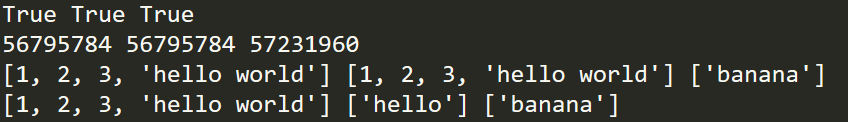 True True True
56795784 56795784 57231960
[1, 2, 3, 'hello world'] [1, 2, 3, 'hello world'] ['banana']
[1, 2, 3, 'hello world'] ['hello'] ['banana']